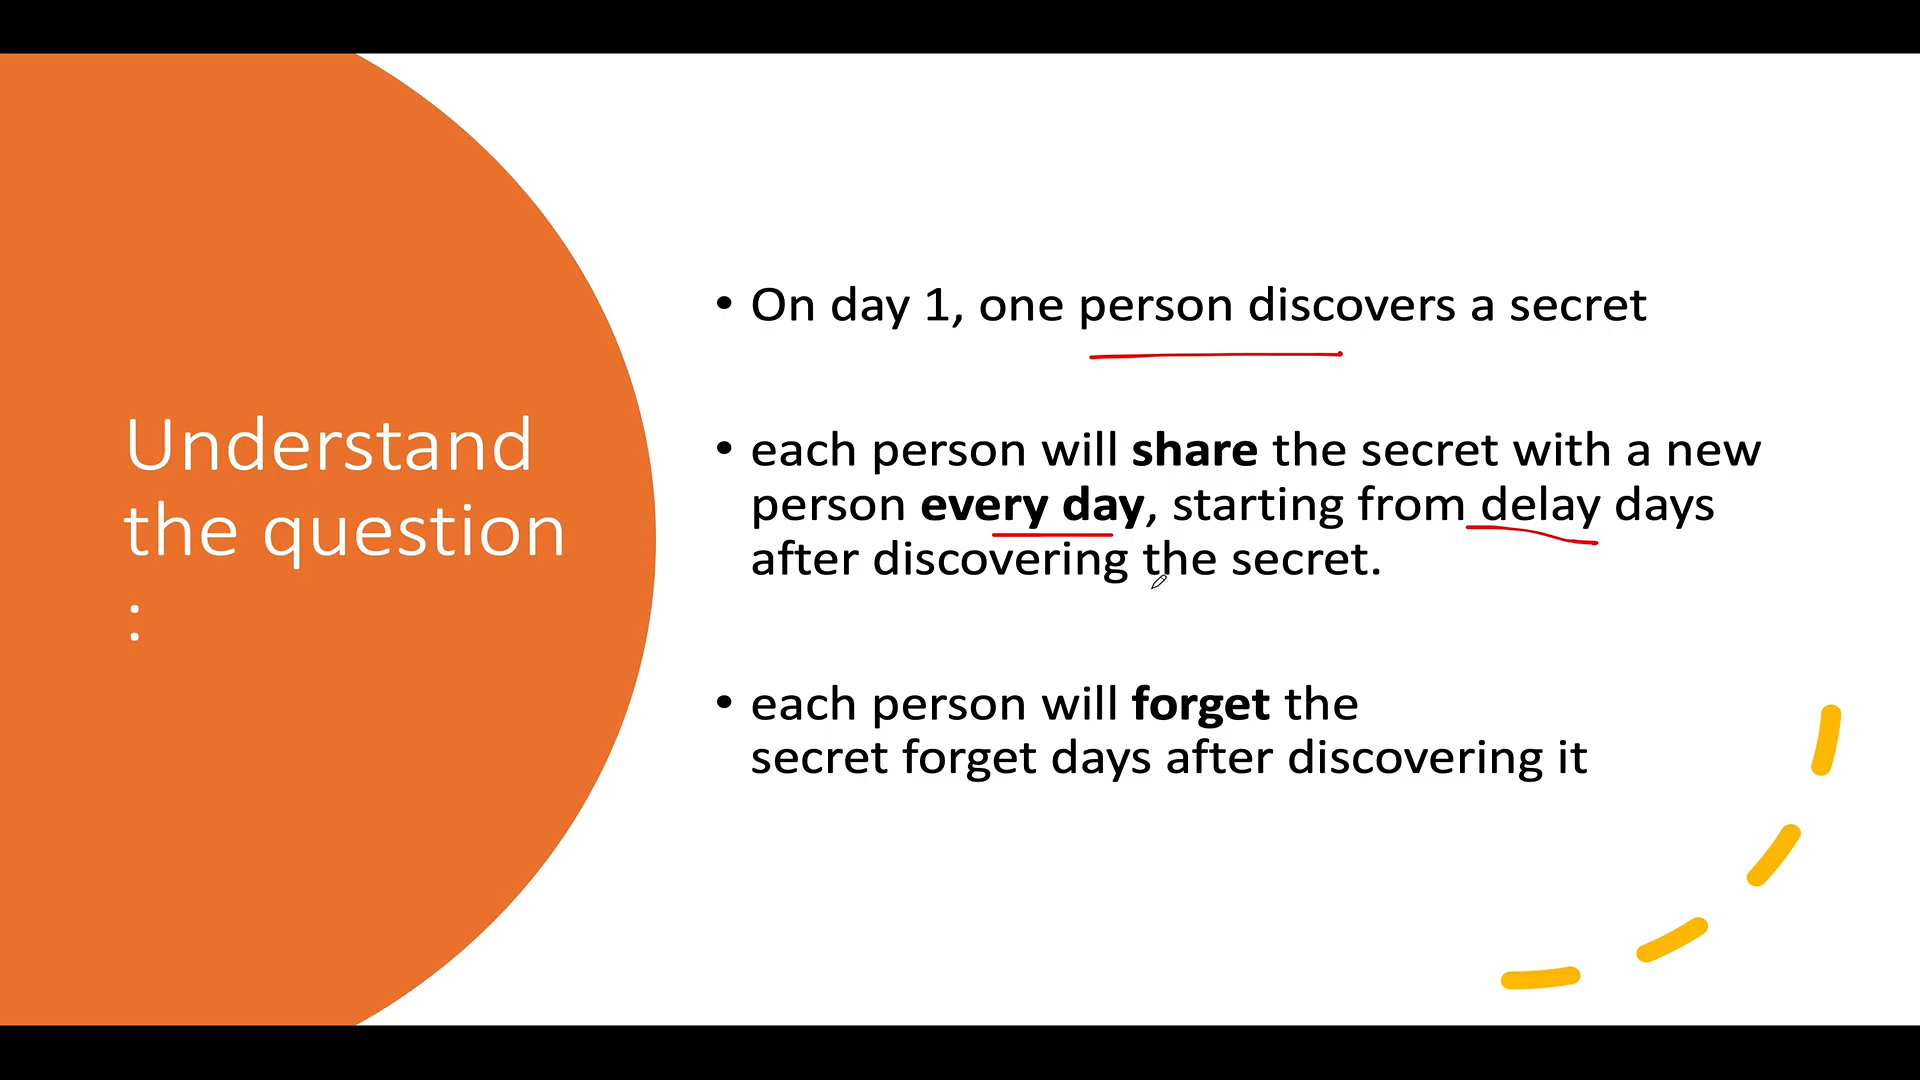 Understand
the question
:
• On day 1, one person discovers a secret
• each person will share the secret with a new
person every day, starting from delay days
after discovering the secret.
• each person will forget the
secret forget days after discovering it